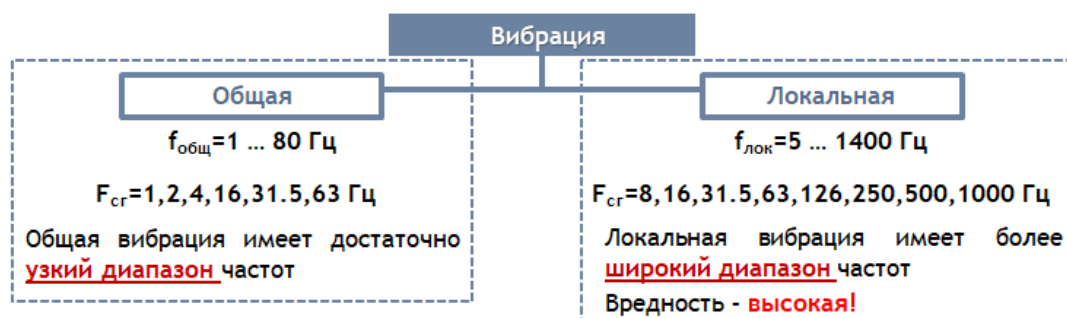 Вибрация
Общая
fобщ=1 ... 80 Гц
Fсг=1,2,4,16,31.5,63 Гц
Общая вибрация имеет достаточно
узкий диапазон частот
Локальная
fлок=5 ... 1400 Гц
Fсг=8,16,31.5,63,126,250,500,1000 Гц
Локальная вибрация имеет более
широкий диапазон частот
Вредность - высокая!